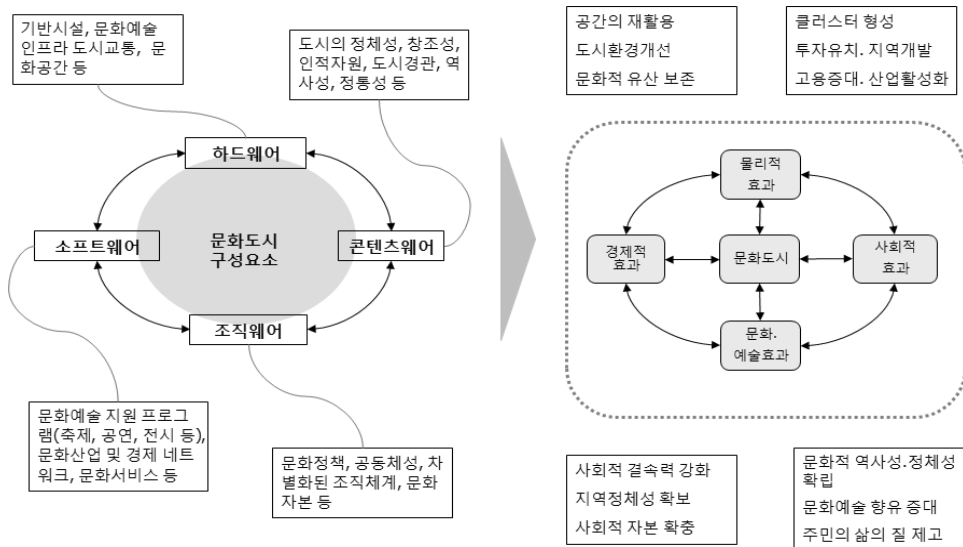 기반시설, 문화예술
인프라 도시교통, 문
화공간 등
도시의 정체성, 창조성,
인적자원, 도시경관, 역
사성, 정통성 등
하드웨어
소프트웨어
문화도시
구성요소
콘텐츠웨어
조직웨어
문화예술 지원 프로그
램(축제, 공연, 전시 등),
문화산업 및 경제 네트
워크, 문화서비스 등
문화정책, 공동체성, 차
별화된 조직체계, 문화
자본 등
공간의 재활용
도시환경개선
문화적 유산 보존
클러스터 형성
투자유치. 지역개발
고용증대. 산업활성화
물리적
효과
경제적
효과
문화도시
사회적
효과
문화.
예술효과
사회적 결속력 강화
지역정체성 확보
사회적 자본 확충
문화적 역사성.정체성
확립
문화예술 향유 증대
주민의 삶의 질 제고